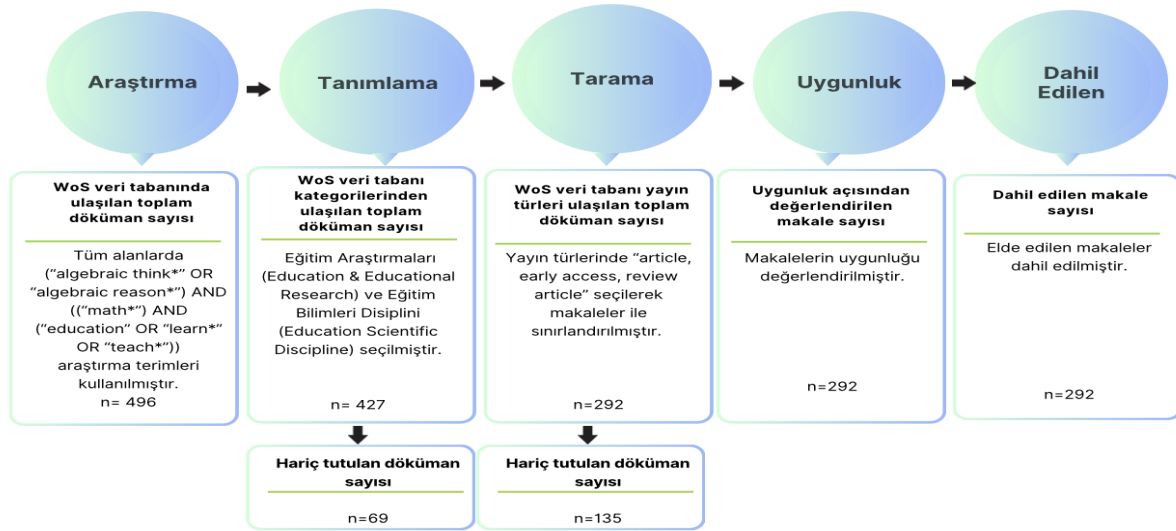 Araştırma
Tanımlama
Tarama
Uygunluk
Dahil
Edilen
WoS veri tabanında
ulaşılan toplam
döküman sayısı
Tüm alanlarda
(“algebraic think*” OR
“algebraic reason*”) AND
((“math*”) AND
(“education” OR “learn*”
OR “teach*”))
araştırma terimleri
kullanılmıştır.
n= 496
WoS veri tabanı
kategorilerinden
ulaşılan toplam
döküman sayısı
Eğitim Araştırmaları
(Education & Educational
Research) ve Eğitim
Bilimleri Disiplini
(Education Scientific
Discipline) seçilmiştir.
n= 427
WoS veri tabanı yayın
türleri ulaşılan toplam
döküman sayısı
Yayın türlerinde “article,
early access, review
article” seçilerek
makaleler ile
sınırlandırılmıştır.
n=292
Uygunluk açısından
değerlendirilen
makale sayısı
Makalelerin uygunluğu
değerlendirilmiştir.
n=292
Dahil edilen makale
sayısı
Elde edilen makaleler
dahil edilmiştir.
n=292
Hariç tutulan döküman
sayısı
n=69
Hariç tutulan döküman
sayısı
n=135